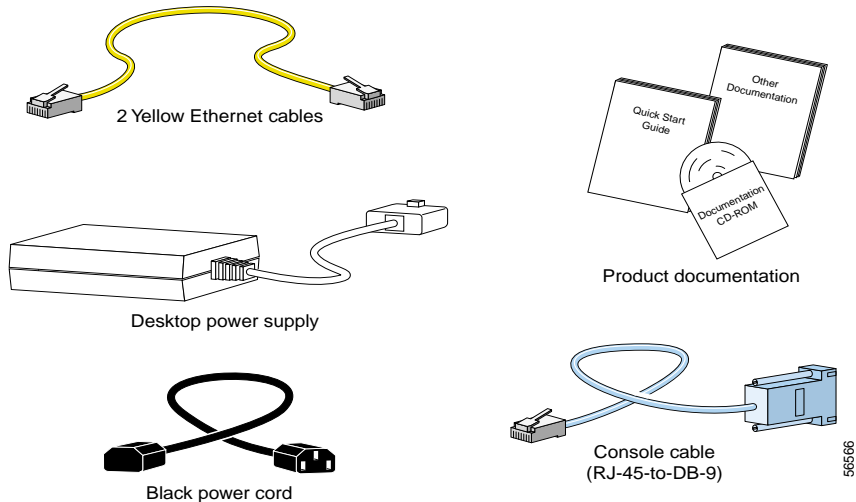 2 Yellow Ethernet cables
Quick Start
Guide
Other
Documentation
Documentation
CD-ROM
Product documentation
Desktop power supply
Console cable
(RJ-45-to-DB-9)
Black power cord
56566